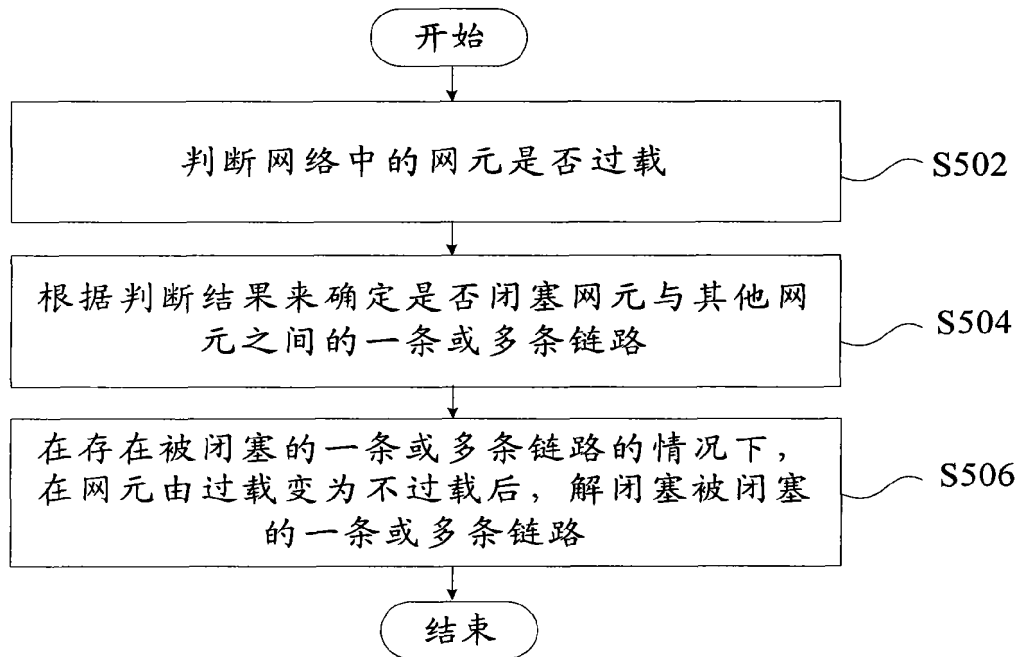 开始
判断网络中的网元是否过载
S502
根据判断结果来确定是否闭塞网元与其他网
元之间的一条或多条链路
S504
在存在被闭塞的一条或多条链路的情况下，
在网元由过载变为不过载后，解闭塞被闭塞
的一条或多条链路
S506
结束